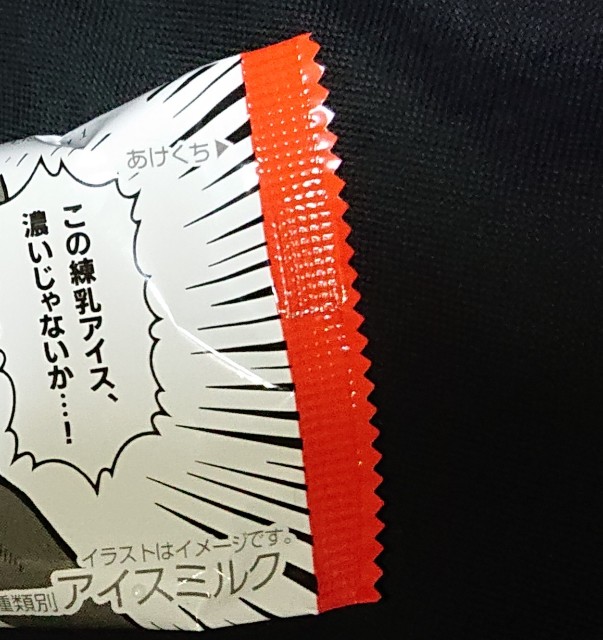 あけくち▶
この練乳アイス、
濃いじゃないか…!
イラストはイメージです。
種類別 アイスミルク